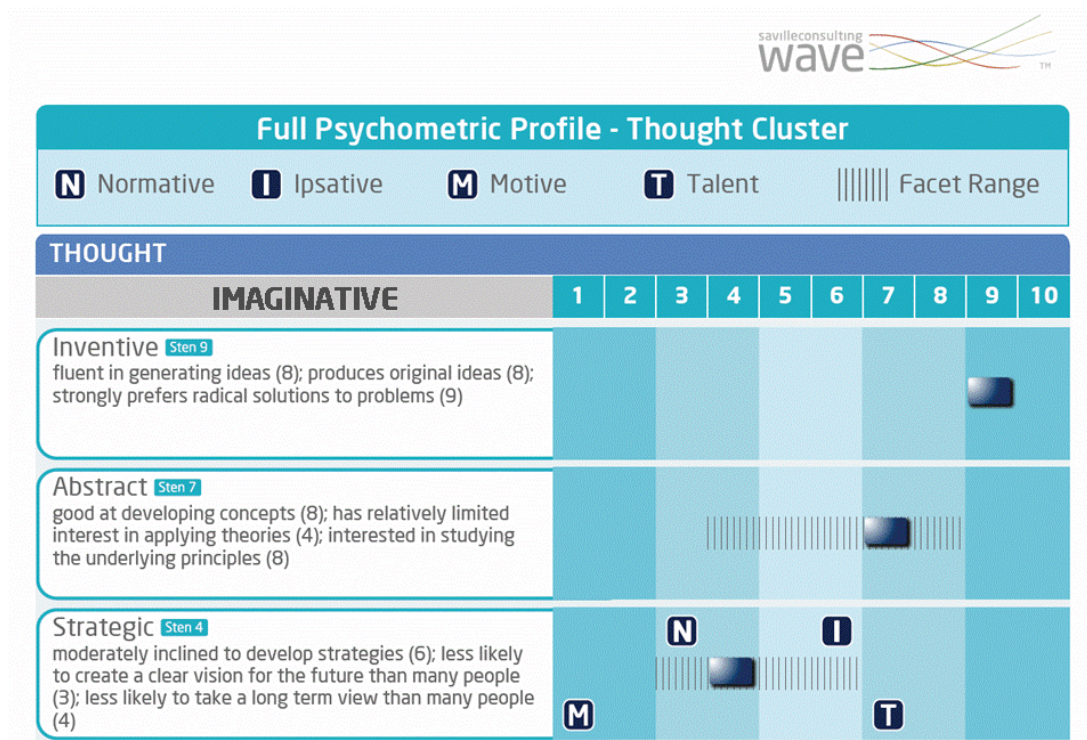 savilleconsulting
wave
TM
Full Psychometric Profile - Thought Cluster
N Normative I Ipsative M Motive T Talent Facet Range
THOUGHT
IMAGINATIVE 1 2 3 4 5 6 7 8 9 10
Inventive Sten 9
fluent in generating ideas (8); produces original ideas (8);
strongly prefers radical solutions to problems (9)
Abstract Sten 7
good at developing concepts (8); has relatively limited
interest in applying theories (4); interested in studying
the underlying principles (8)
Strategic Sten 4
N I
moderately inclined to develop strategies (6); less likely
to create a clear vision for the future than many people
(3); less likely to take a long term view than many people
(4)
M T